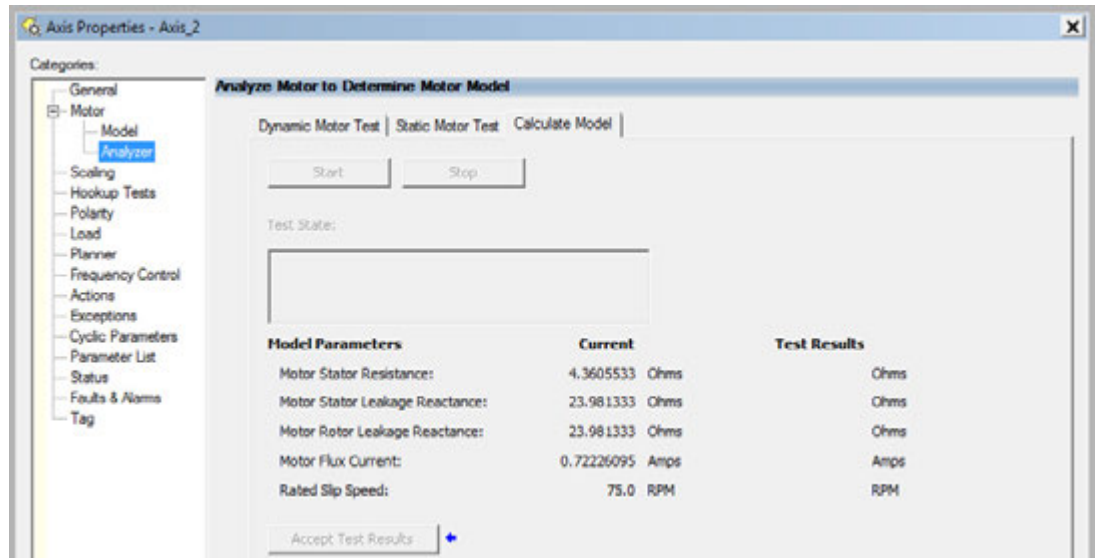 Axis Properties - Axis_2
Categories:
General
Motor
Model
Analyzer
Scaling
Hookup Tests
Polarity
Load
Planner
Frequency Control
Actions
Exceptions
Cyclic Parameters
Parameter List
Status
Faults & Alarms
Tag
Analyze Motor to Determine Motor Model
Dynamic Motor Test Static Motor Test Calculate Model
Start Stop
Test State:
Model Parameters Current Test Results
Motor Stator Resistance: 4.3605533 Ohms Ohms
Motor Stator Leakage Reactance: 23.981333 Ohms Ohms
Motor Rotor Leakage Reactance: 23.981333 Ohms Ohms
Motor Flux Current: 0.72226095 Amps Amps
Rated Slip Speed: 75.0 RPM RPM
Accept Test Results